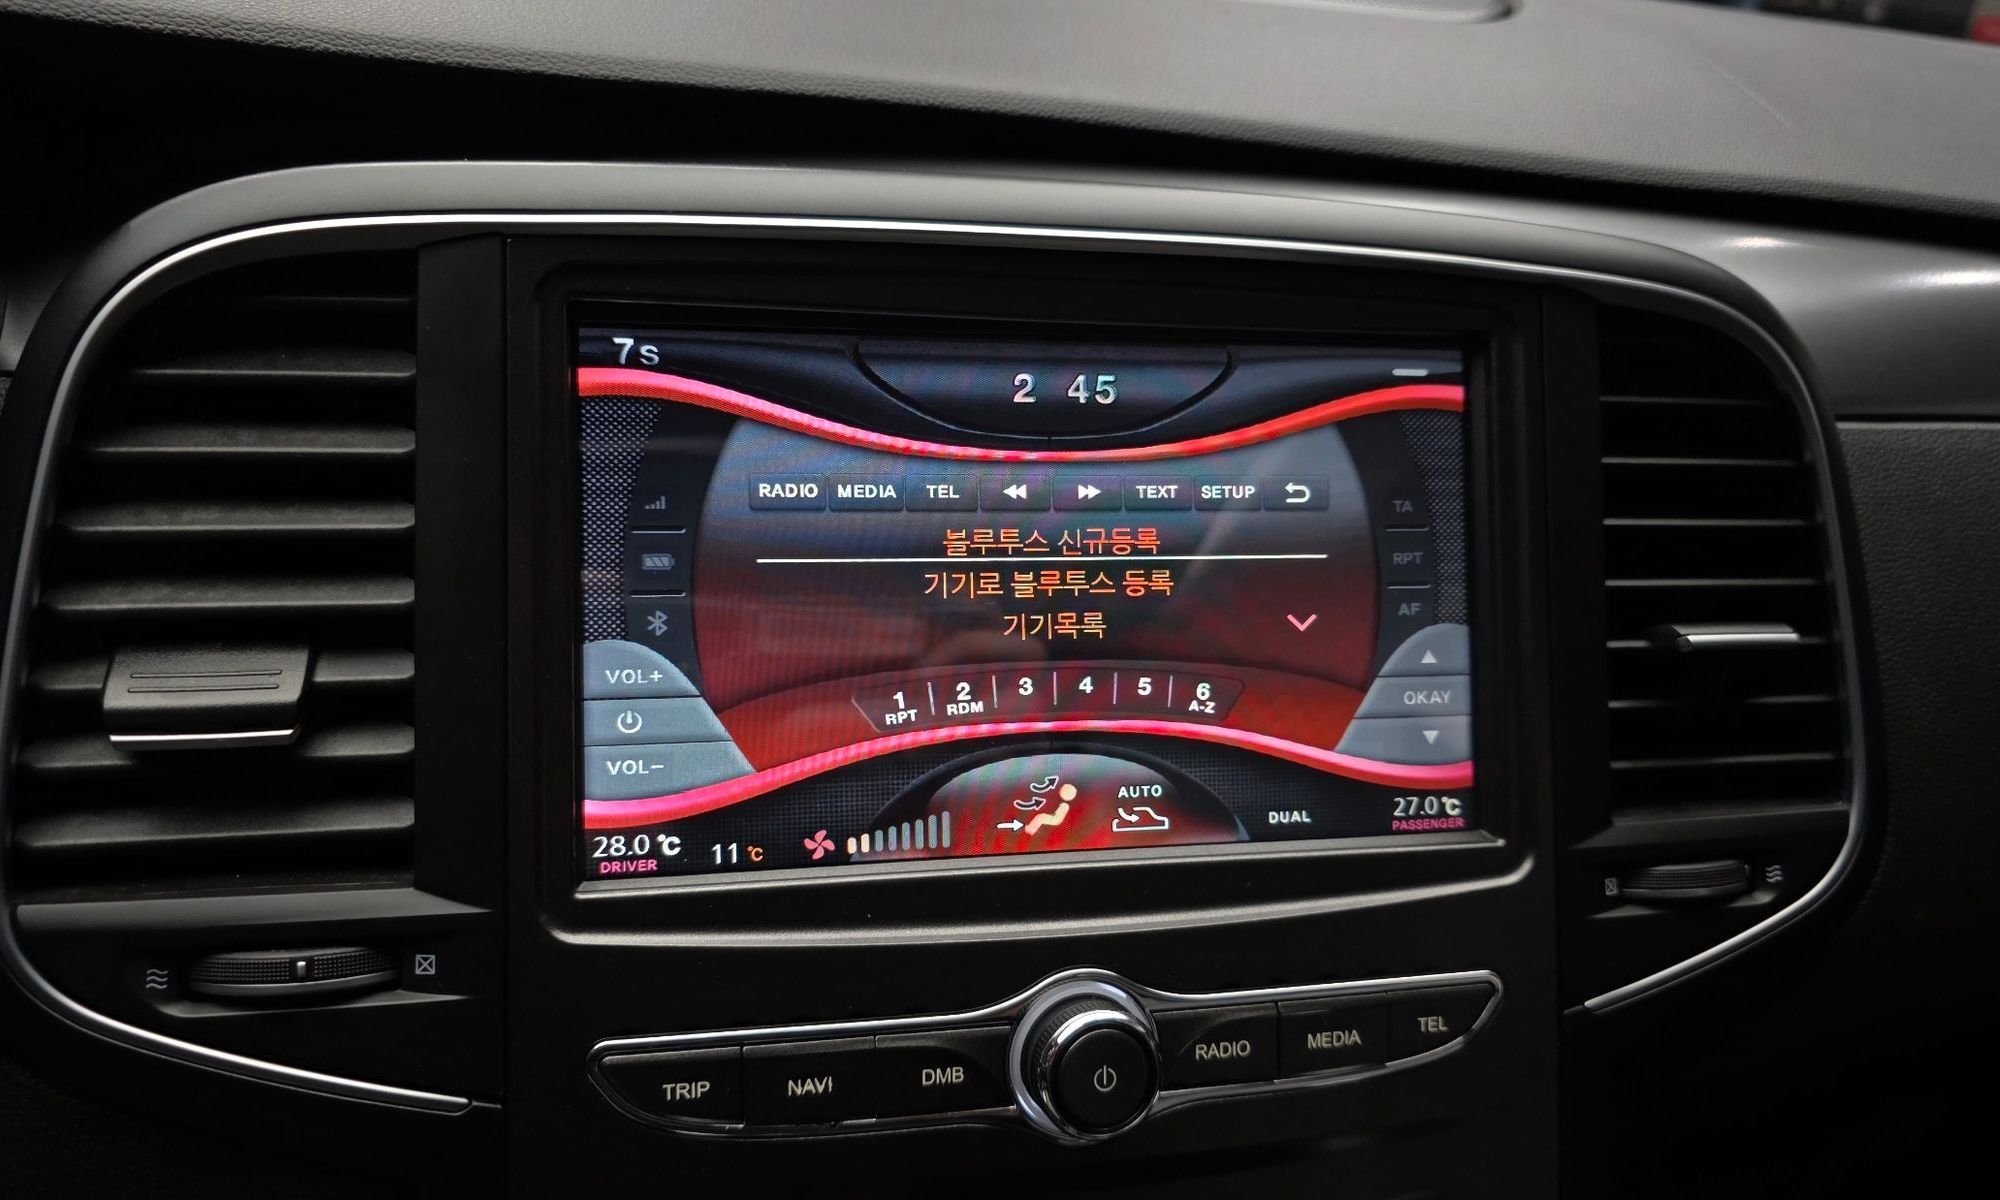 7s
2 45
RADIO MEDIA TEL TEXT SETUP
블루투스 신규등록
기기로 블루투스 등록
기기목록
TA
RPT
AF
VOL+
VOL-
OKAY
1 2 3 4 5 6
RPT RDM A-Z
AUTO
DUAL
28.0 ℃
DRIVER
11 ℃
27.0℃
PASSENGER
TRIP NAVI DMB RADIO MEDIA TEL